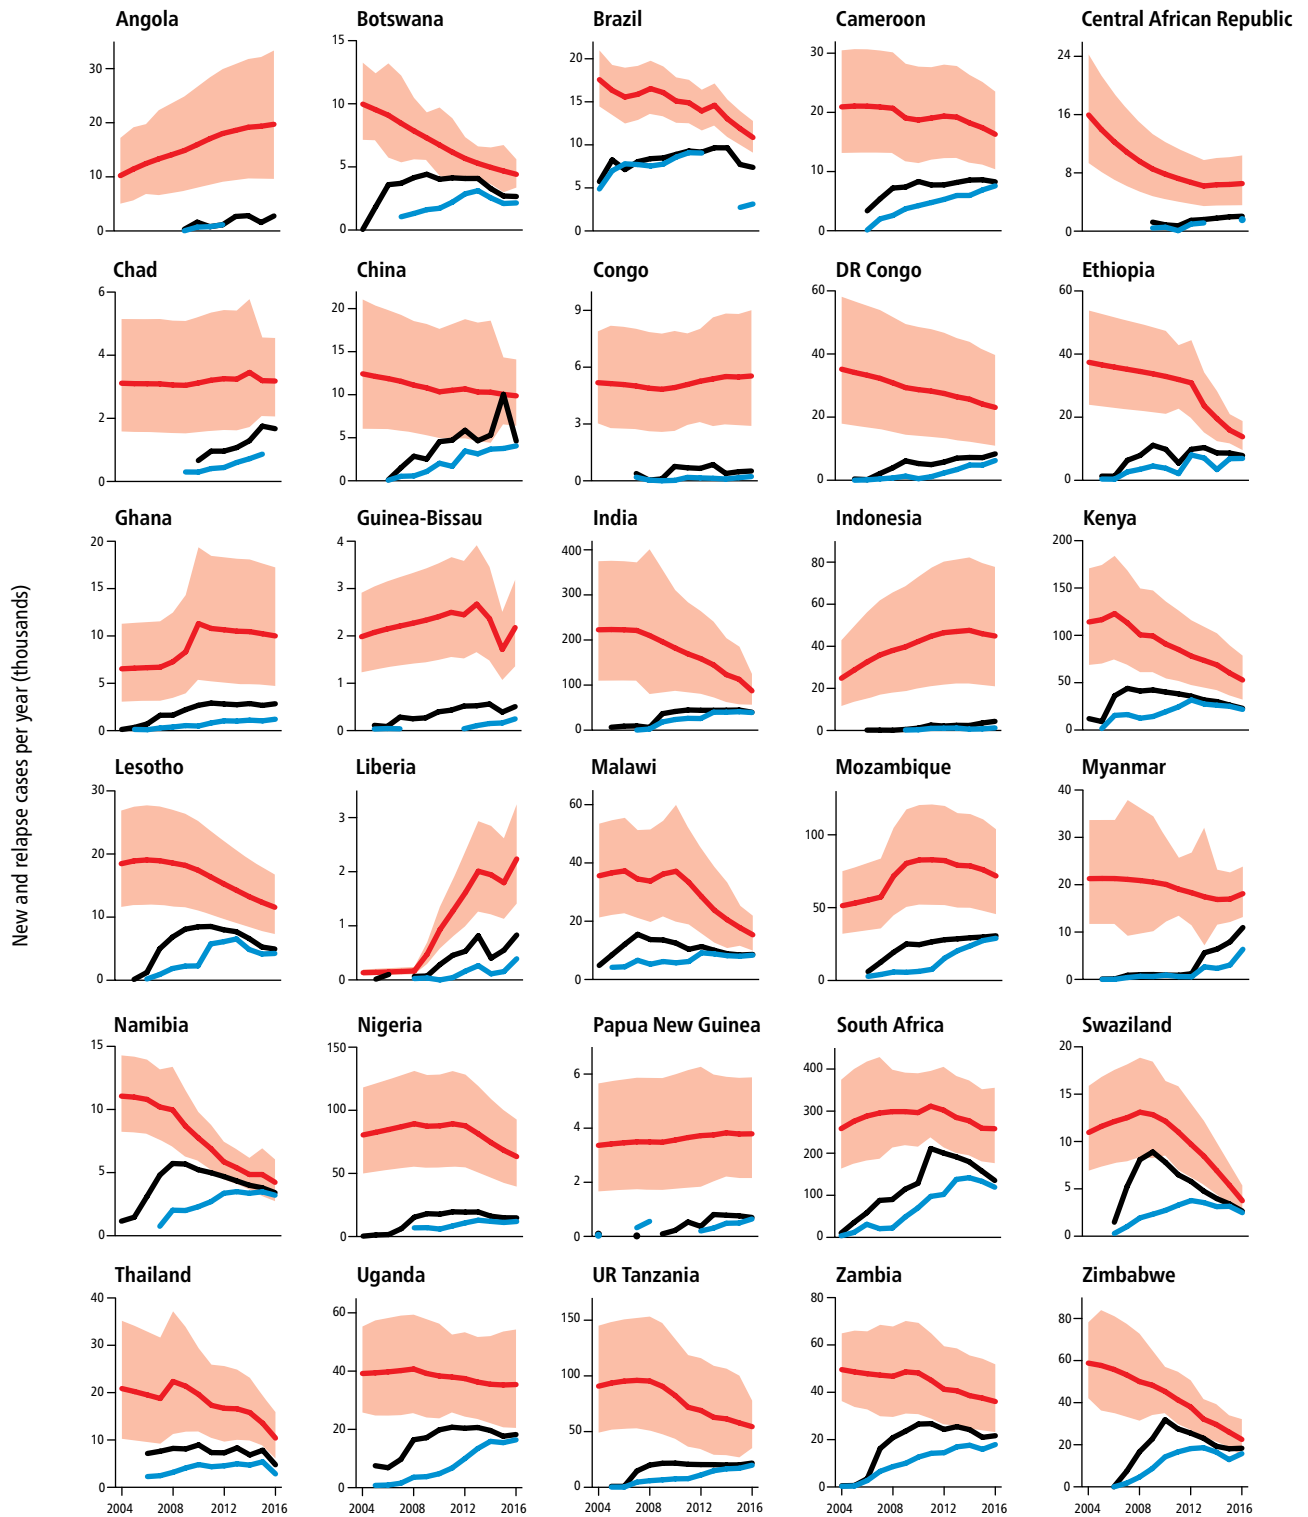 New and relapse cases per year (thousands)
Angola Botswana Brazil Cameroon Central African Republic
30 20 10 0
15 10 5 0
20 15 10 5 0
30 20 10 0
24 16 8 0
Chad China Congo DR Congo Ethiopia
6 4 2 0
20 15 10 5 0
9 6 3 0
60 40 20 0
60 40 20 0
Ghana Guinea-Bissau India Indonesia Kenya
20 15 10 5 0
4 3 2 1 0
400 300 200 100 0
80 60 40 20 0
200 150 100 50 0
Lesotho Liberia Malawi Mozambique Myanmar
30 20 10 0
3 2 1 0
60 40 20 0
100 50 0
40 30 20 10 0
Namibia Nigeria Papua New Guinea South Africa Swaziland
15 10 5 0
150 100 50 0
6 4 2 0
400 300 200 100 0
20 15 10 5 0
Thailand Uganda UR Tanzania Zambia Zimbabwe
40 30 20 10 0
60 40 20 0
150 100 50 0
80 60 40 20 0
80 60 40 20 0
2004 2008 2012 2016 2004 2008 2012 2016 2004 2008 2012 2016 2004 2008 2012 2016 2004 2008 2012 2016